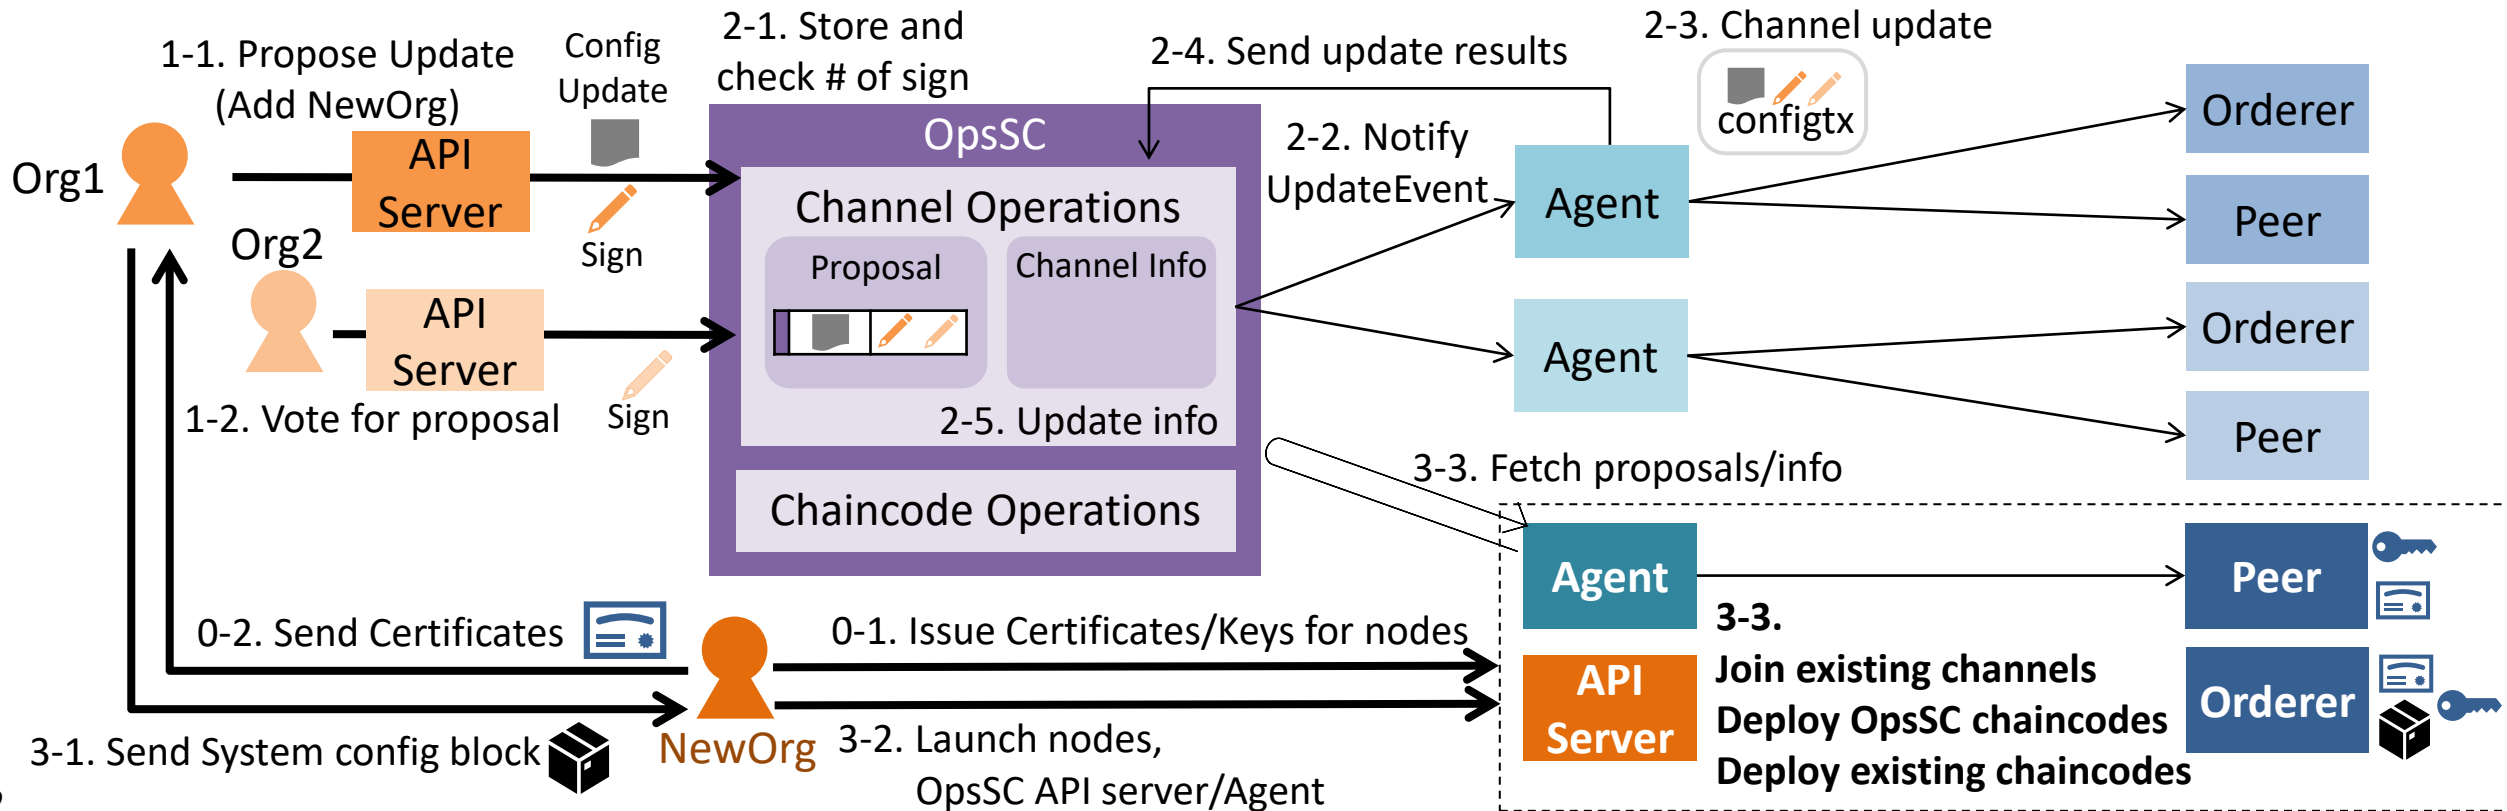 1-1. Propose Update
(Add NewOrg)
Config
Update
2-1. Store and
check # of sign
2-4. Send update results
2-3. Channel update
configtx
Org1
API
Server
Sign
OpsSC
Channel Operations
Proposal
Channel Info
2-5. Update info
Chaincode Operations
2-2. Notify
UpdateEvent
Agent
Orderer
Peer
Org2
API
Server
1-2. Vote for proposal
Sign
Agent
Orderer
Peer
3-3. Fetch proposals/info
Agent
Peer
3-3.
Join existing channels
Deploy OpsSC chaincodes
Deploy existing chaincodes
API
Server
Orderer
0-2. Send Certificates
0-1. Issue Certificates/Keys for nodes
3-1. Send System config block
NewOrg
3-2. Launch nodes,
OpsSC API server/Agent